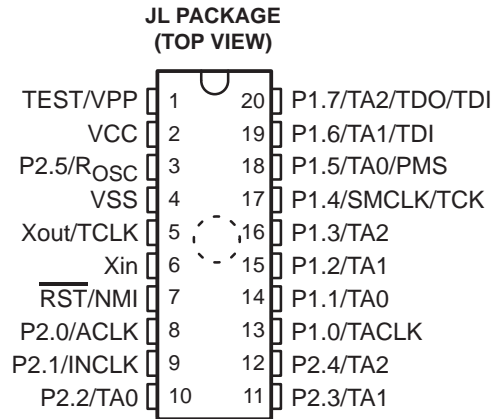 JL PACKAGE
(TOP VIEW)
TEST/VPP 1 20 P1.7/TA2/TDO/TDI
VCC 2 19 P1.6/TA1/TDI
P2.5/ROSC 3 18 P1.5/TA0/PMS
VSS 4 17 P1.4/SMCLK/TCK
Xout/TCLK 5 16 P1.3/TA2
Xin 6 15 P1.2/TA1
RST/NMI 7 14 P1.1/TA0
P2.0/ACLK 8 13 P1.0/TACLK
P2.1/INCLK 9 12 P2.4/TA2
P2.2/TA0 10 11 P2.3/TA1